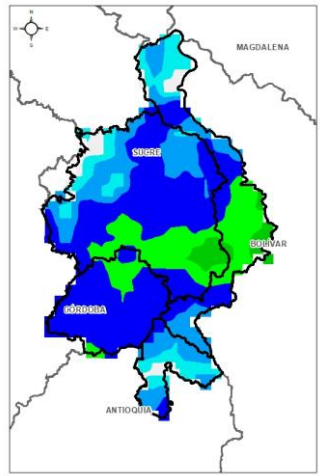 N
W E
S
MAGDALENA
SUCRE
BOLIVAR
CÓRDOBA
ANTIOQUIA